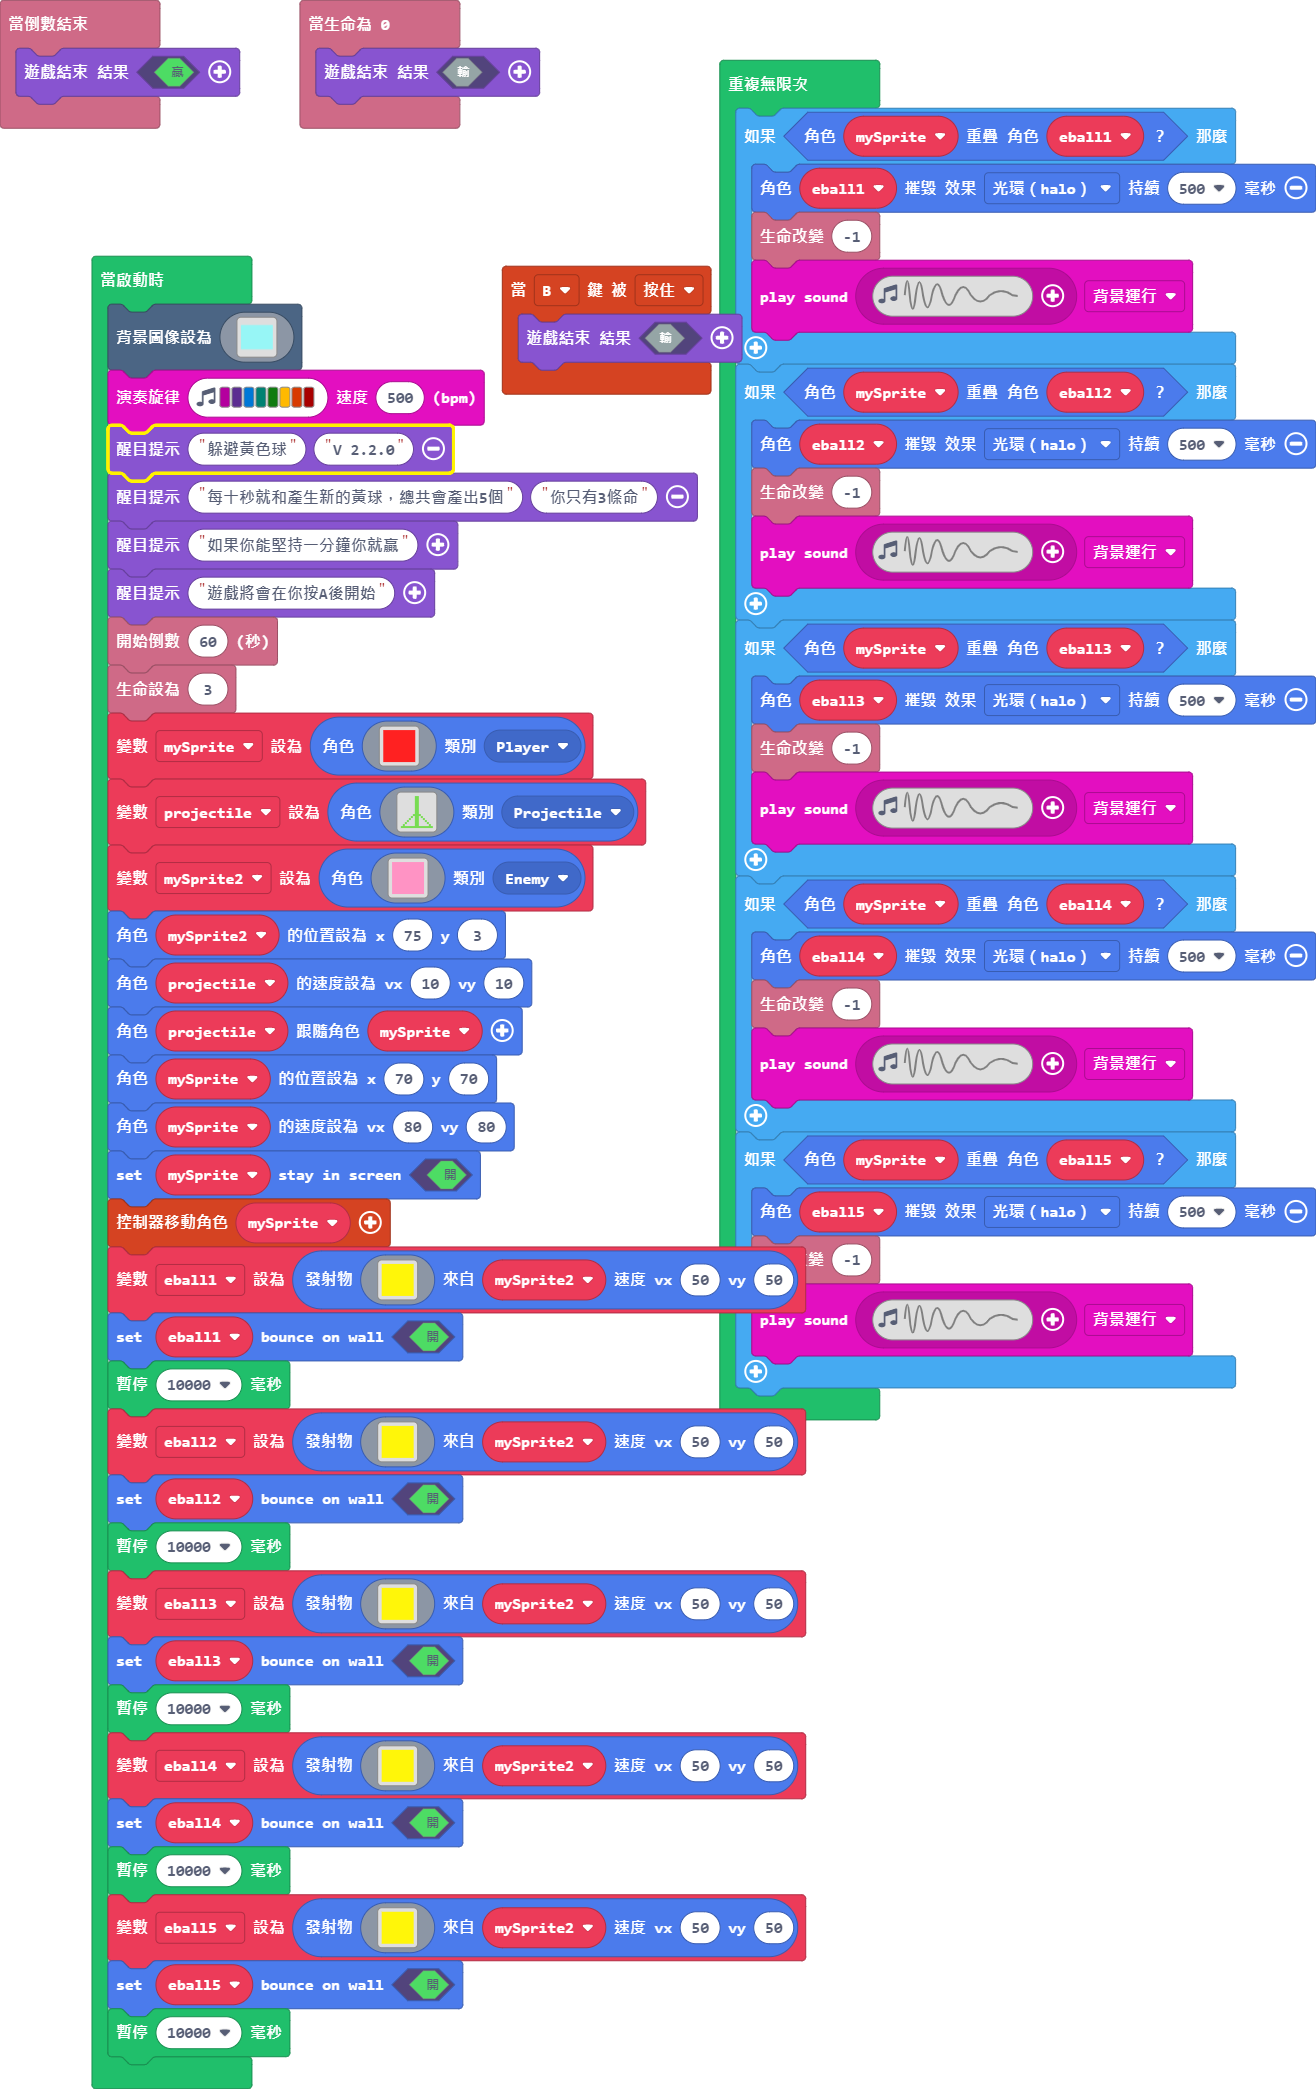 當倒數結束
遊戲結束 結果 贏
當生命為 0
遊戲結束 結果 輸
當啟動時
背景圖像設為
演奏旋律 速度 500 (bpm)
醒目提示 "躲避黃色球" "V 2.2.0"
醒目提示 "每十秒就和產生新的黃球，總共會產出5個" "你只有3條命"
醒目提示 "如果你能堅持一分鐘你就贏"
醒目提示 "遊戲將會在你按A後開始"
開始倒數 60 (秒)
生命設為 3
變數 mySprite 設為 角色 類別 Player
變數 projectile 設為 角色 類別 Projectile
變數 mySprite2 設為 角色 類別 Enemy
角色 mySprite2 的位置設為 x 75 y 3
角色 projectile 的速度設為 vx 10 vy 10
角色 projectile 跟隨角色 mySprite
角色 mySprite 的位置設為 x 70 y 70
角色 mySprite 的速度設為 vx 80 vy 80
set mySprite stay in screen 開
控制器移動角色 mySprite
變數 eball1 設為 發射物 來自 mySprite2 速度 vx 50 vy 50
set eball1 bounce on wall 開
暫停 10000 毫秒
變數 eball2 設為 發射物 來自 mySprite2 速度 vx 50 vy 50
set eball2 bounce on wall 開
暫停 10000 毫秒
變數 eball3 設為 發射物 來自 mySprite2 速度 vx 50 vy 50
set eball3 bounce on wall 開
暫停 10000 毫秒
變數 eball4 設為 發射物 來自 mySprite2 速度 vx 50 vy 50
set eball4 bounce on wall 開
暫停 10000 毫秒
變數 eball5 設為 發射物 來自 mySprite2 速度 vx 50 vy 50
set eball5 bounce on wall 開
暫停 10000 毫秒
當 B 鍵 被 按住
遊戲結束 結果 輸
重複無限次
如果 角色 mySprite 重疊 角色 eball1 ? 那麼
角色 eball1 摧毀 效果 光環 ( halo ) 持續 500 毫秒
生命改變 -1
play sound 背景運行
如果 角色 mySprite 重疊 角色 eball2 ? 那麼
角色 eball2 摧毀 效果 光環 ( halo ) 持續 500 毫秒
生命改變 -1
play sound 背景運行
如果 角色 mySprite 重疊 角色 eball3 ? 那麼
角色 eball3 摧毀 效果 光環 ( halo ) 持續 500 毫秒
生命改變 -1
play sound 背景運行
如果 角色 mySprite 重疊 角色 eball4 ? 那麼
角色 eball4 摧毀 效果 光環 ( halo ) 持續 500 毫秒
生命改變 -1
play sound 背景運行
如果 角色 mySprite 重疊 角色 eball5 ? 那麼
角色 eball5 摧毀 效果 光環 ( halo ) 持續 500 毫秒
變 -1
play sound 背景運行